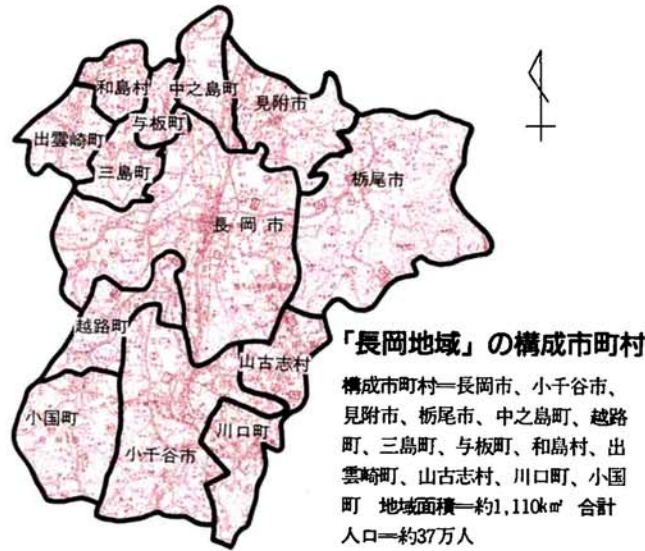 和島村
中之島町
見附市
与板町
出雲崎町
三島町
栃尾市
長岡市
越路町
山古志村
小国町
川口町
小千谷市
「長岡地域」の構成市町村
構成市町村＝長岡市、小千谷市、
見附市、栃尾市、中之島町、越路
町、三島町、与板町、和島村、出
雲崎町、山古志村、川口町、小国
町　地域面積＝約1,110km²　合計
人口＝約37万人